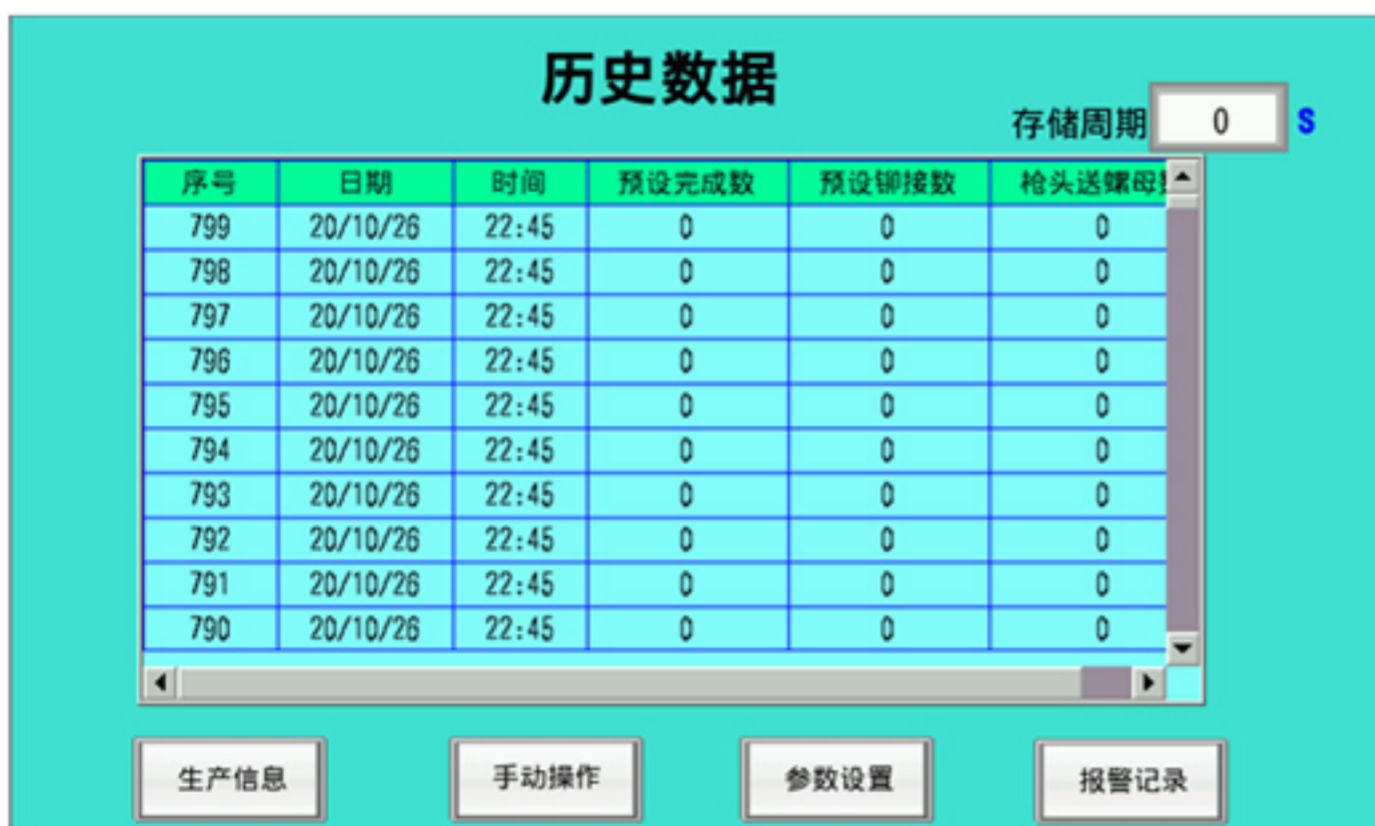 历史数据
存储周期 0 S
序号 日期 时间 预设完成数 预设铆接数 枪头送螺母
799 20/10/26 22:45 0 0 0
798 20/10/26 22:45 0 0 0
797 20/10/26 22:45 0 0 0
796 20/10/26 22:45 0 0 0
795 20/10/26 22:45 0 0 0
794 20/10/26 22:45 0 0 0
793 20/10/26 22:45 0 0 0
792 20/10/26 22:45 0 0 0
791 20/10/26 22:45 0 0 0
790 20/10/26 22:45 0 0 0
生产信息 手动操作 参数设置 报警记录